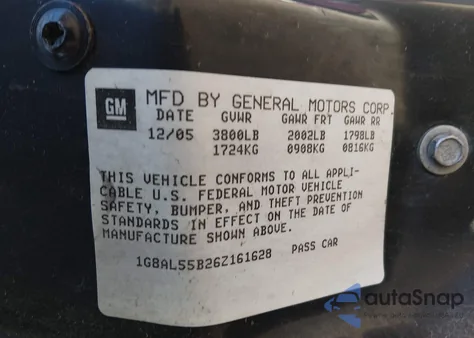 GM
MFD BY GENERAL MOTORS CORP.
DATE GVWR GAWR FRT GAWR RR
12/05 3800LB 2002LB 1798LB
1724KG 0908KG 0816KG
THIS VEHICLE CONFORMS TO ALL APPLI-
CABLE U.S. FEDERAL MOTOR VEHICLE
SAFETY, BUMPER, AND THEFT PREVENTION
STANDARDS IN EFFECT ON THE DATE OF
MANUFACTURE SHOWN ABOVE.
1G8AL55B26Z161628 PASS CAR
autaSnap